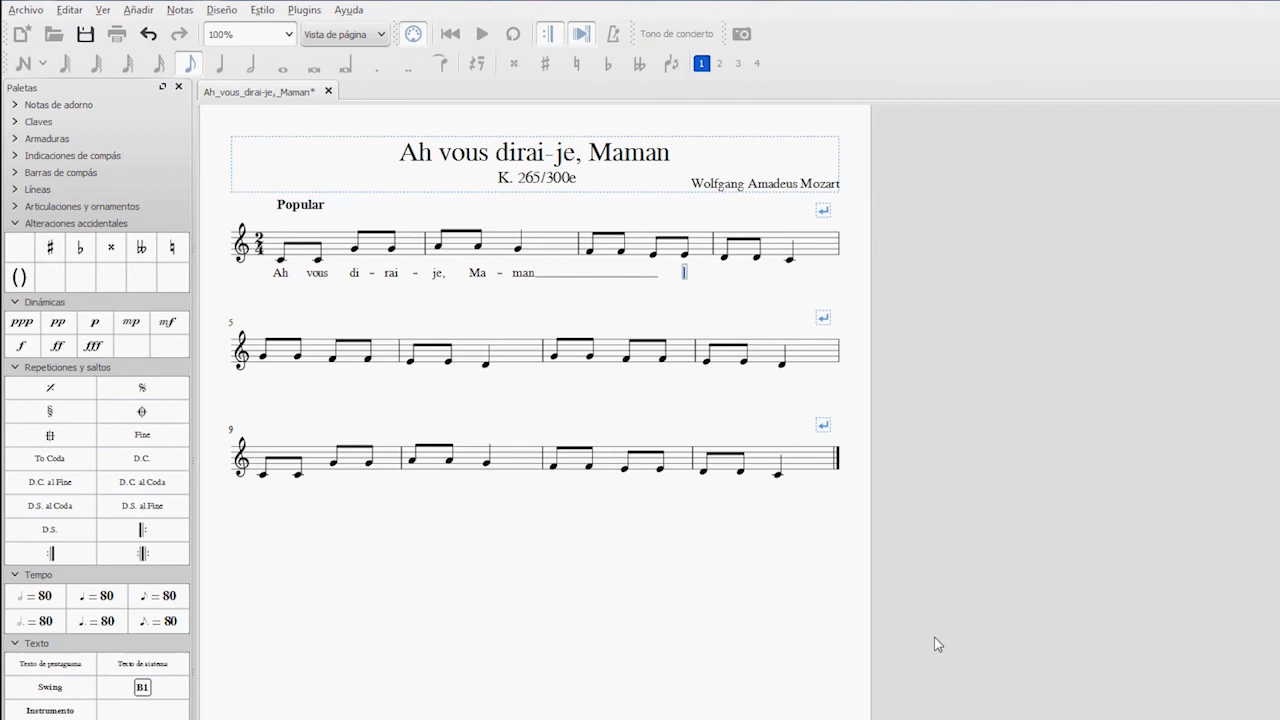 Archivo Editar Ver Añadir Notas Diseño Estilo Plugins Ayuda
100% Vista de página Tono de concierto
1 2 3 4
Paletas
Ah_vous_dirai-je,_Maman*
Notas de adorno
Claves
Armaduras
Indicaciones de compás
Barras de compás
Líneas
Articulaciones y ornamentos
Alteraciones accidentales
()
Dinámicas
ppp pp p mp mf
f ff fff
Repeticiones y saltos
Fine
To Coda D.C.
D.C. al Fine D.C. al Coda
D.S. al Coda D.S. al Fine
D.S.
Tempo
= 80 = 80 = 80
= 80 = 80 = 80
Texto
Texto de pentagrama Texto de sistema
Swing B1
Instrumento
Ah vous dirai-je, Maman
K. 265/300e
Wolfgang Amadeus Mozart
Popular
2
4
Ah vous di - rai - je, Ma - man
5
9